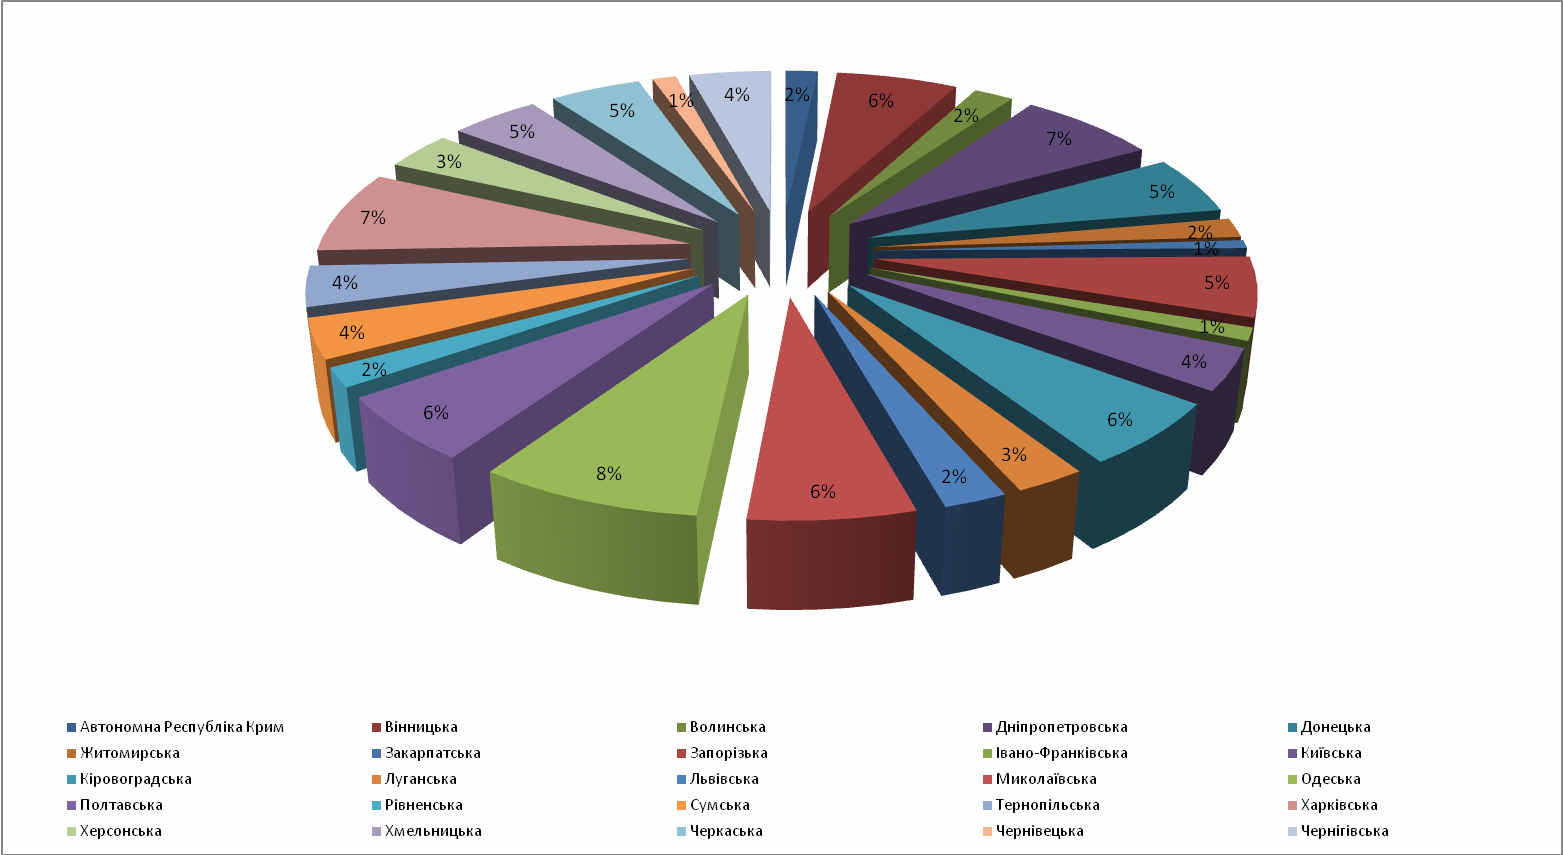 2%
6%
2%
7%
5%
2%
1%
5%
1%
4%
6%
3%
2%
6%
8%
6%
2%
4%
4%
7%
3%
5%
5%
1%
4%
Автономна Республіка Крим
Вінницька
Волинська
Дніпропетровська
Донецька
Житомирська
Закарпатська
Запорізька
Івано-Франківська
Київська
Кіровоградська
Луганська
Львівська
Миколаївська
Одеська
Полтавська
Рівненська
Сумська
Тернопільська
Харківська
Херсонська
Хмельницька
Черкаська
Чернівецька
Чернігівська